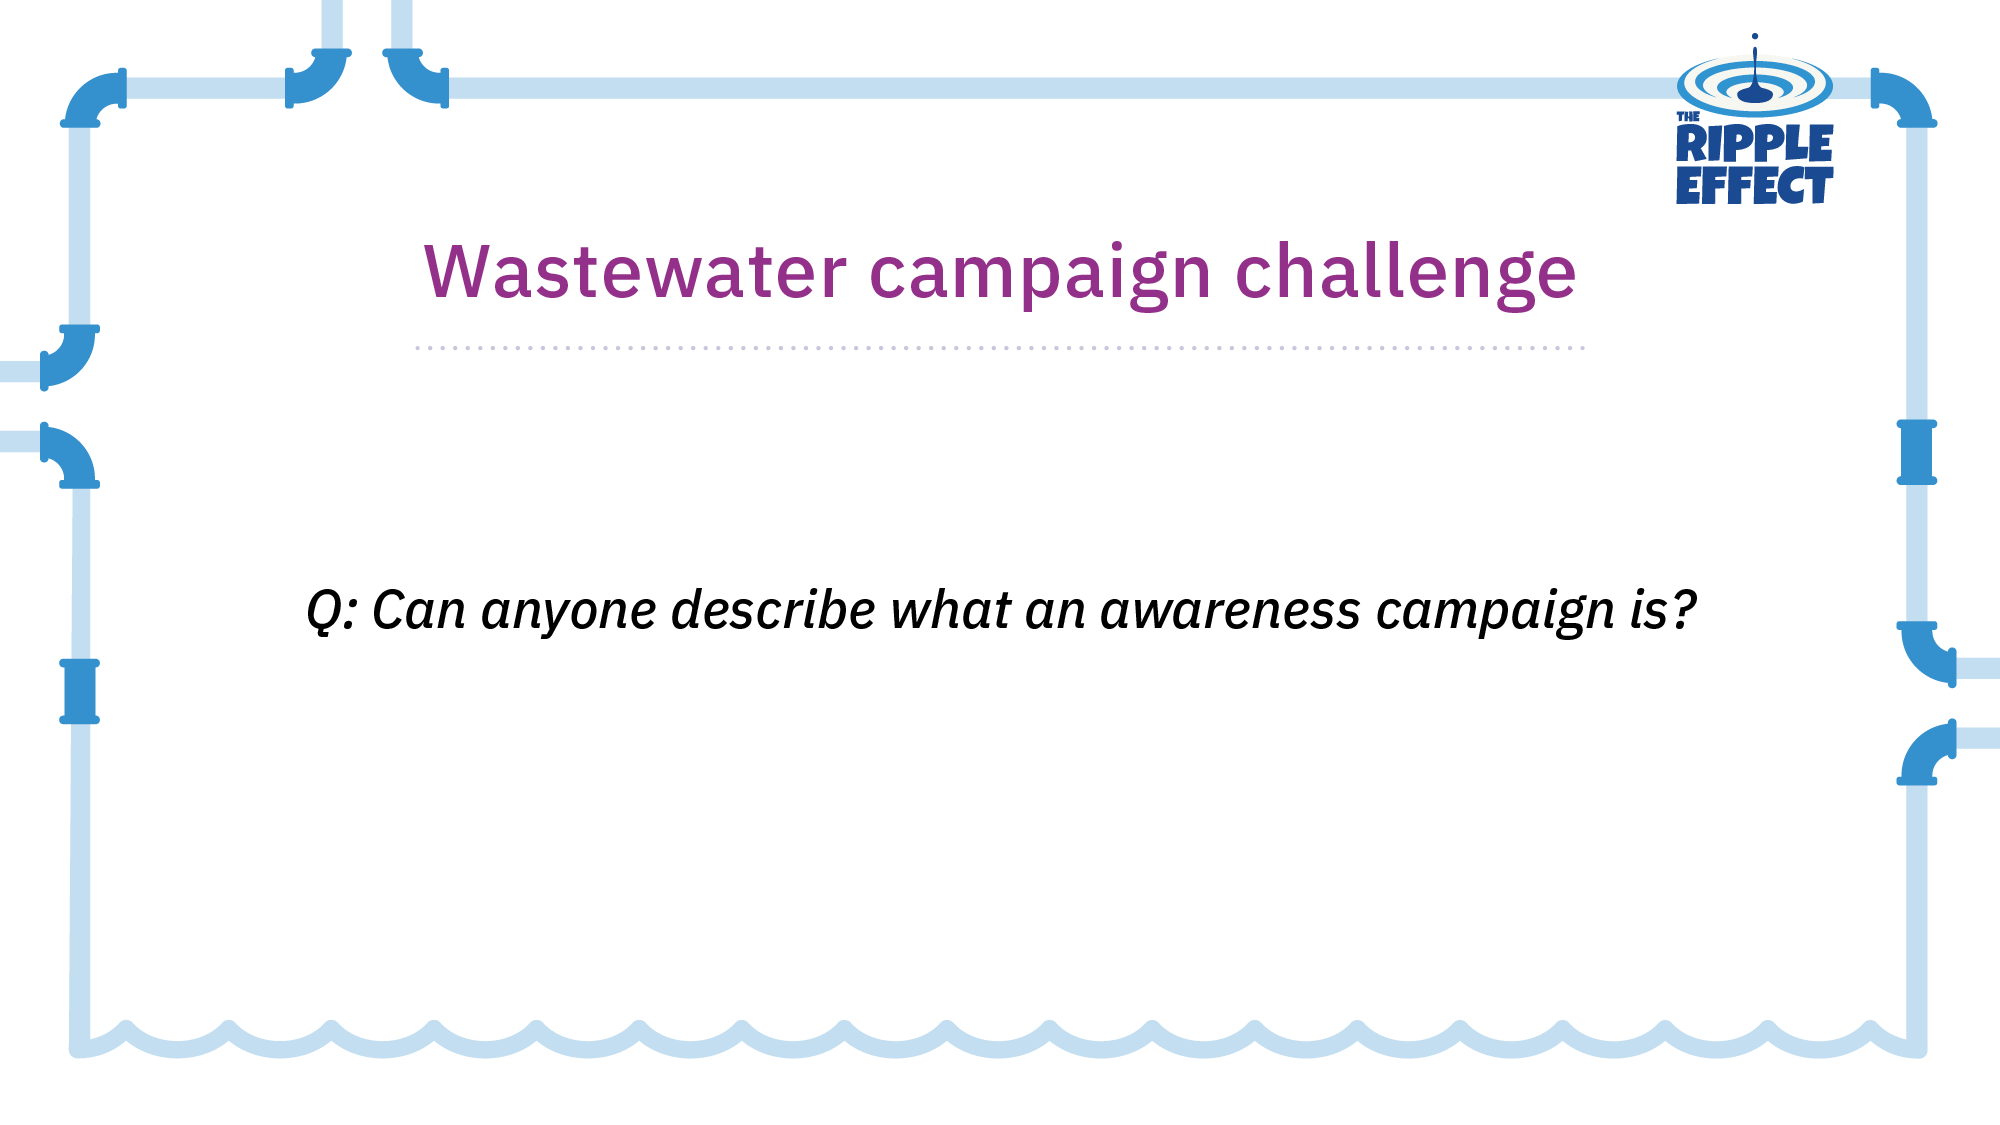 THE
RIPPLE
EFFECT
Wastewater campaign challenge
Q: Can anyone describe what an awareness campaign is?